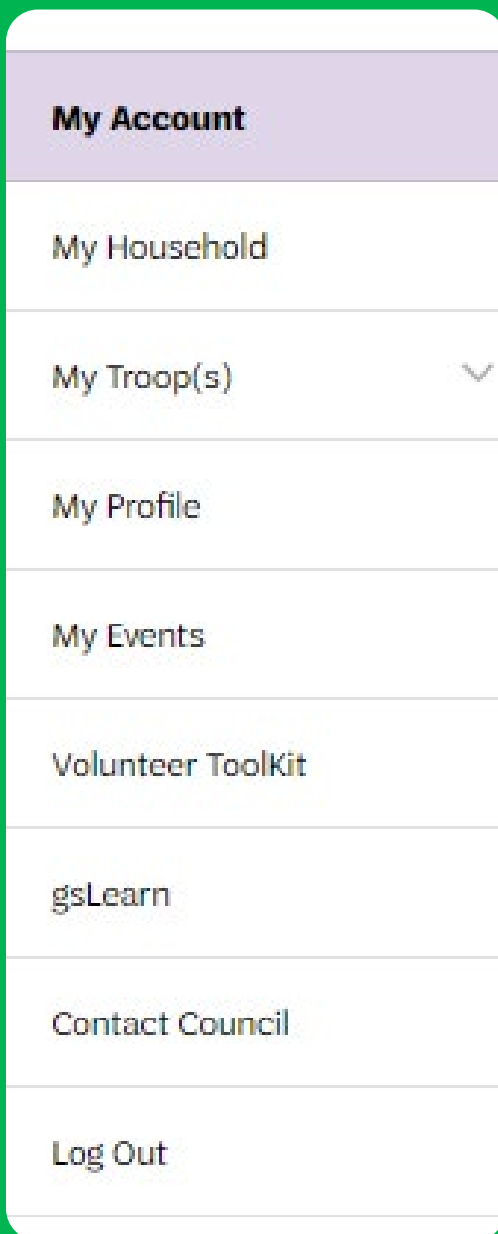 My Account
My Household
My Troop(s)
My Profile
My Events
Volunteer ToolKit
gsLearn
Contact Council
Log Out